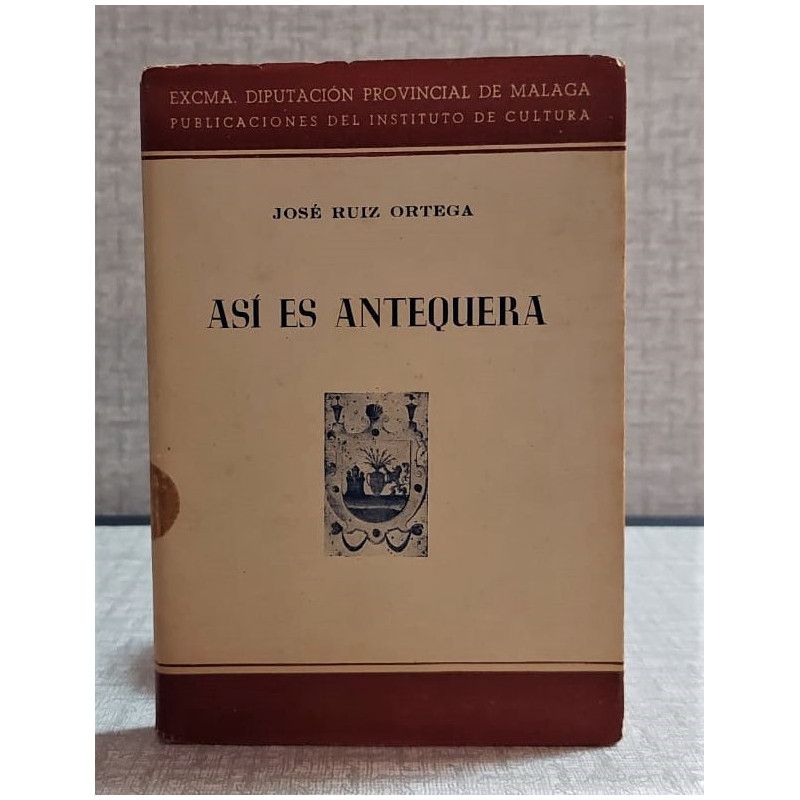 EXCMA. DIPUTACIÓN PROVINCIAL DE MALAGA
PUBLICACIONES DEL INSTITUTO DE CULTURA
JOSÉ RUIZ ORTEGA
ASÍ ES ANTEQUERA